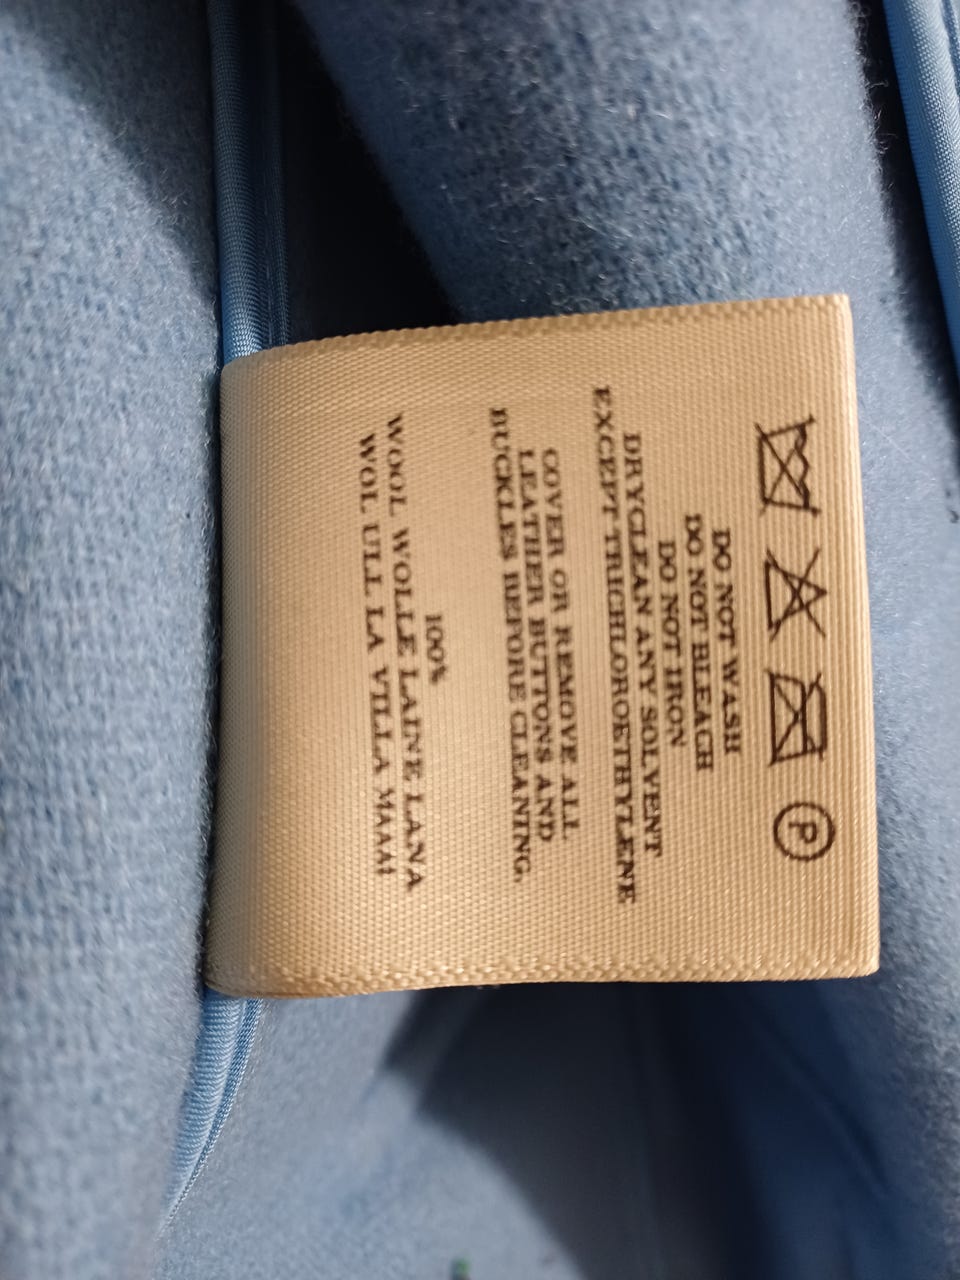 P
DO NOT WASH
DO NOT BLEACH
DO NOT IRON
DRYCLEAN ANY SOLVENT
EXCEPT TRICHLOROETHYLENE
COVER OR REMOVE ALL
LEATHER BUTTONS AND
BUCKLES BEFORE CLEANING.
100%
WOOL WOLLE LAINE LANA
WOL ULL LA VILLA MAAΛI